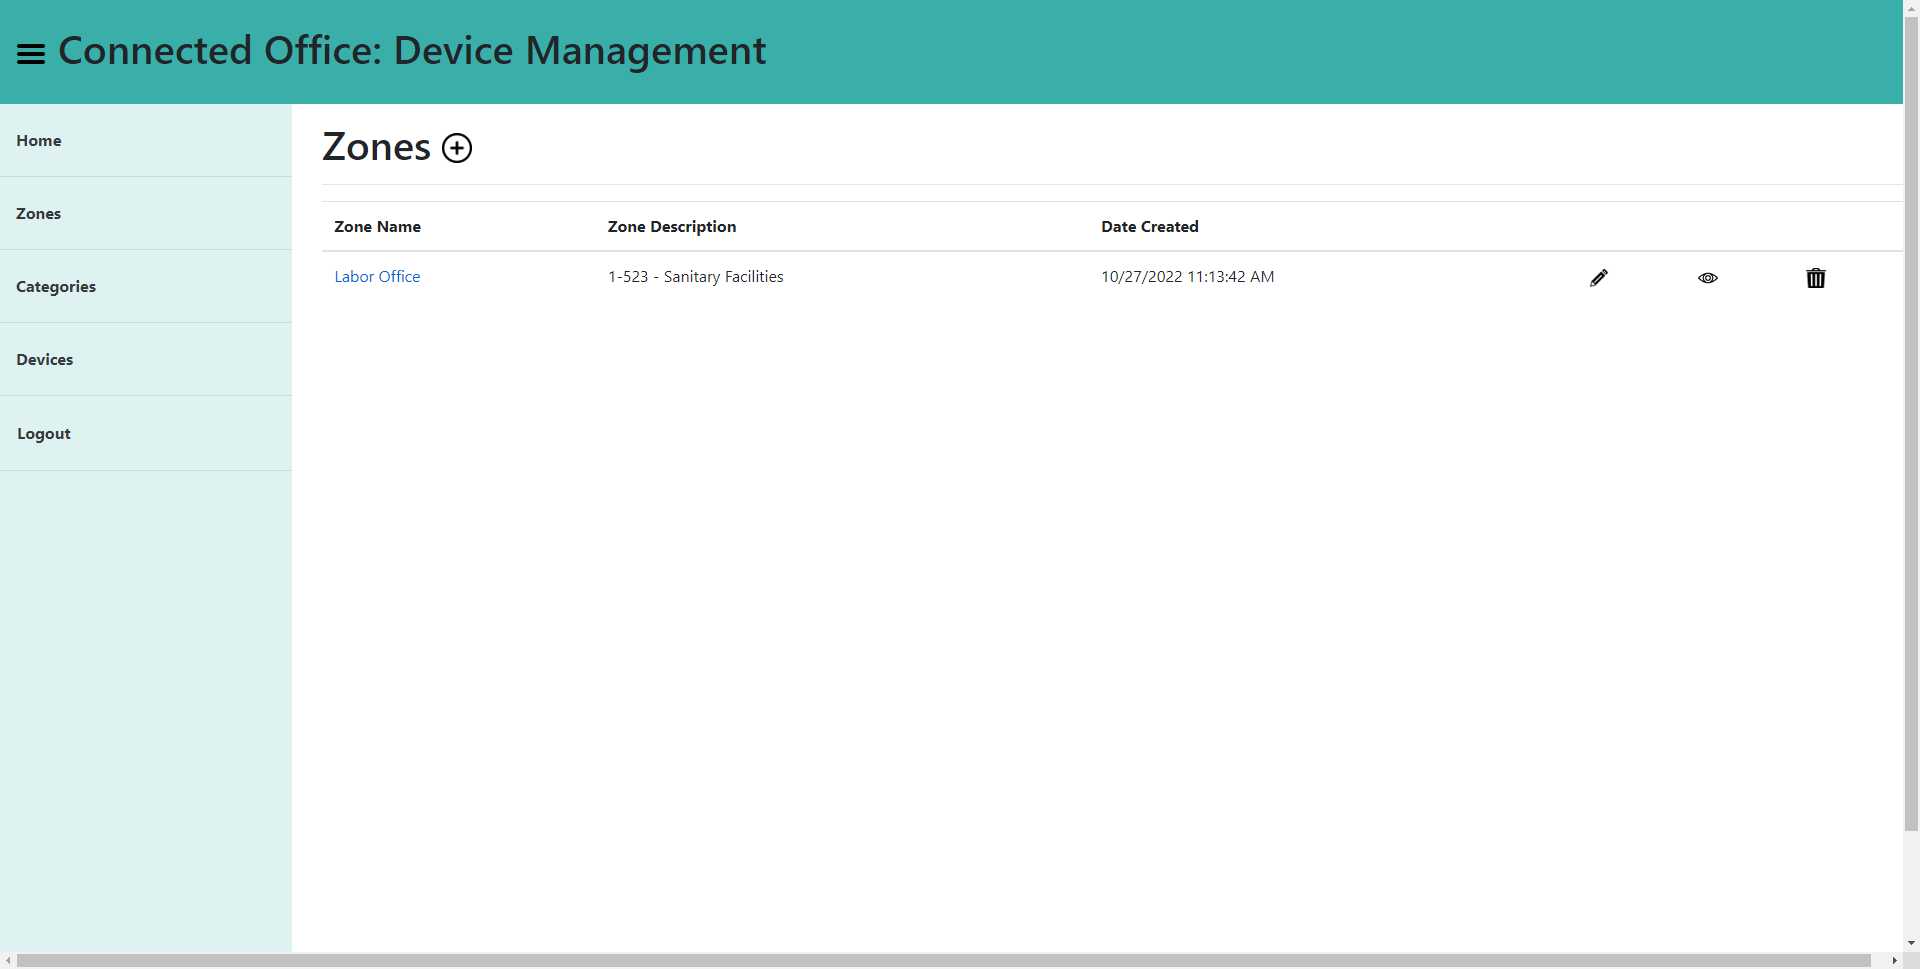 Connected Office: Device Management
Home
Zones
Categories
Devices
Logout
Zones
Zone Name Zone Description Date Created
Labor Office 1-523 - Sanitary Facilities 10/27/2022 11:13:42 AM